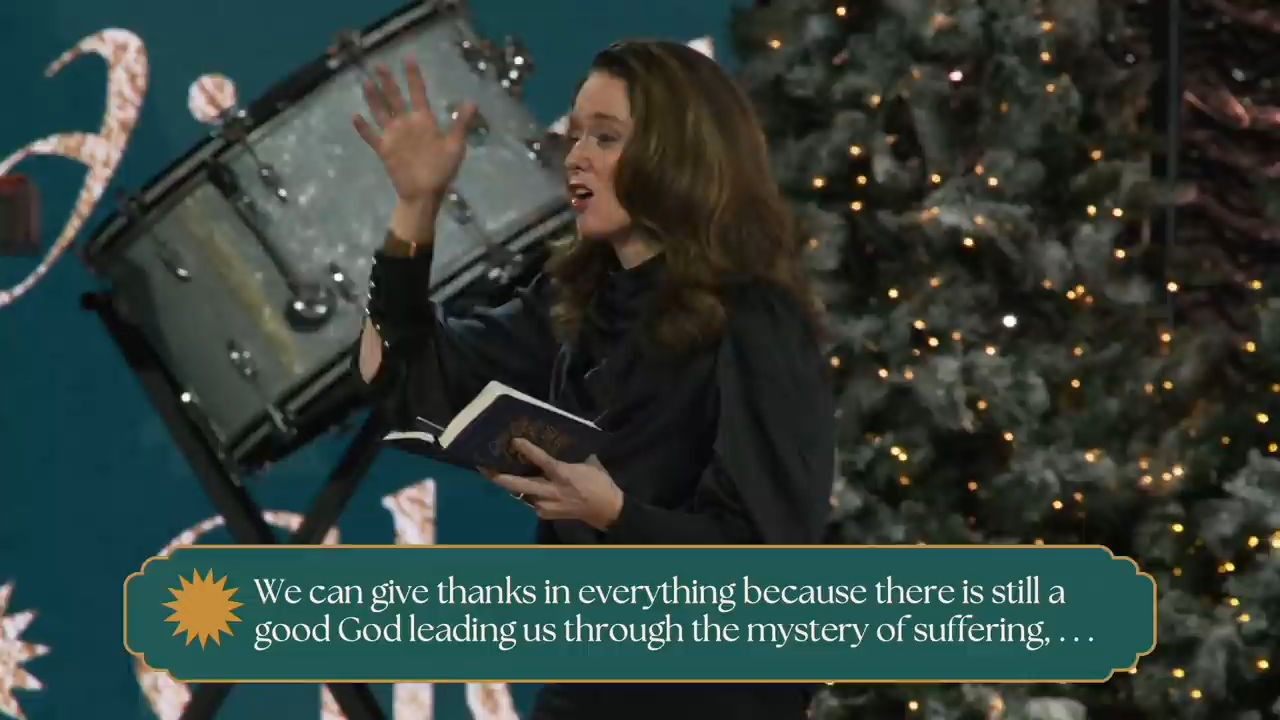 We can give thanks in everything because there is still a
good God leading us through the mystery of suffering, . . .